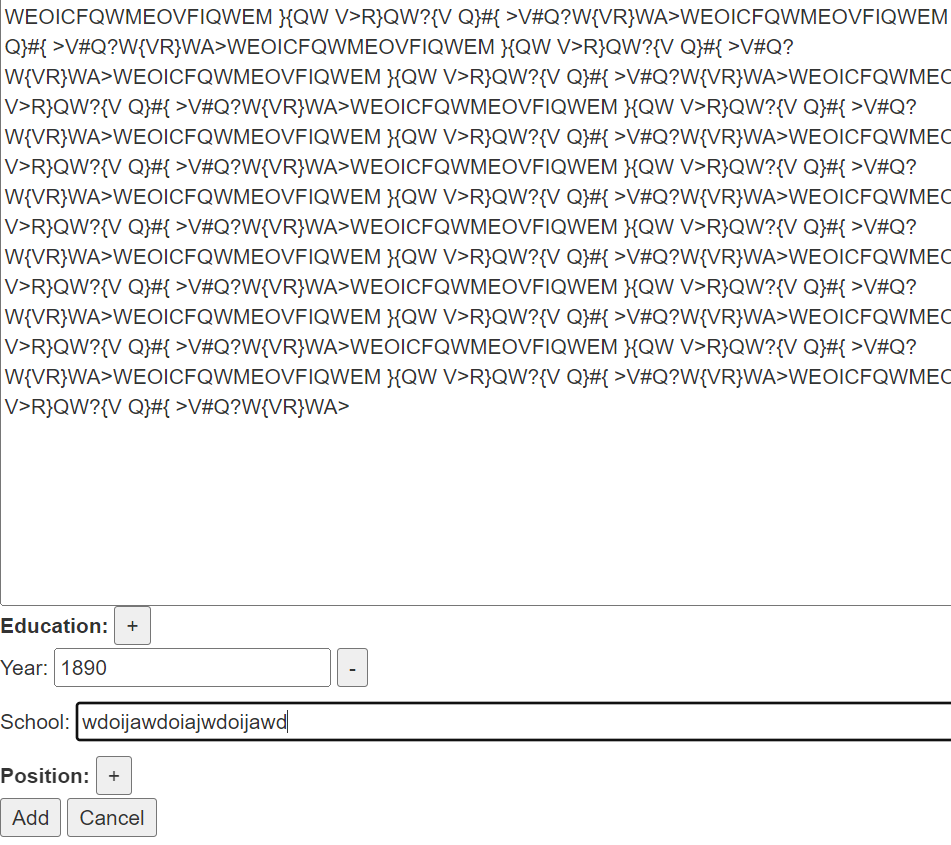 WEOICFQWMEOVFIQWEM }{QW V>R}QW?{V Q}#{ >V#Q?W{VR}WA>WEOICFQWMEOVFIQWEM
Q}#{ >V#Q?W{VR}WA>WEOICFQWMEOVFIQWEM }{QW V>R}QW?{V Q}#{ >V#Q?
W{VR}WA>WEOICFQWMEOVFIQWEM }{QW V>R}QW?{V Q}#{ >V#Q?W{VR}WA>WEOICFQWMEO
V>R}QW?{V Q}#{ >V#Q?W{VR}WA>WEOICFQWMEOVFIQWEM }{QW V>R}QW?{V Q}#{ >V#Q?
W{VR}WA>WEOICFQWMEOVFIQWEM }{QW V>R}QW?{V Q}#{ >V#Q?W{VR}WA>WEOICFQWMEO
V>R}QW?{V Q}#{ >V#Q?W{VR}WA>WEOICFQWMEOVFIQWEM }{QW V>R}QW?{V Q}#{ >V#Q?
W{VR}WA>WEOICFQWMEOVFIQWEM }{QW V>R}QW?{V Q}#{ >V#Q?W{VR}WA>WEOICFQWMEO
V>R}QW?{V Q}#{ >V#Q?W{VR}WA>WEOICFQWMEOVFIQWEM }{QW V>R}QW?{V Q}#{ >V#Q?
W{VR}WA>WEOICFQWMEOVFIQWEM }{QW V>R}QW?{V Q}#{ >V#Q?W{VR}WA>WEOICFQWMEO
V>R}QW?{V Q}#{ >V#Q?W{VR}WA>WEOICFQWMEOVFIQWEM }{QW V>R}QW?{V Q}#{ >V#Q?
W{VR}WA>WEOICFQWMEOVFIQWEM }{QW V>R}QW?{V Q}#{ >V#Q?W{VR}WA>WEOICFQWMEO
V>R}QW?{V Q}#{ >V#Q?W{VR}WA>WEOICFQWMEOVFIQWEM }{QW V>R}QW?{V Q}#{ >V#Q?
W{VR}WA>WEOICFQWMEOVFIQWEM }{QW V>R}QW?{V Q}#{ >V#Q?W{VR}WA>WEOICFQWMEO
V>R}QW?{V Q}#{ >V#Q?W{VR}WA>
Education: +
Year: 1890 -
School: wdoijawdoiajwdoijawd
Position: +
Add Cancel